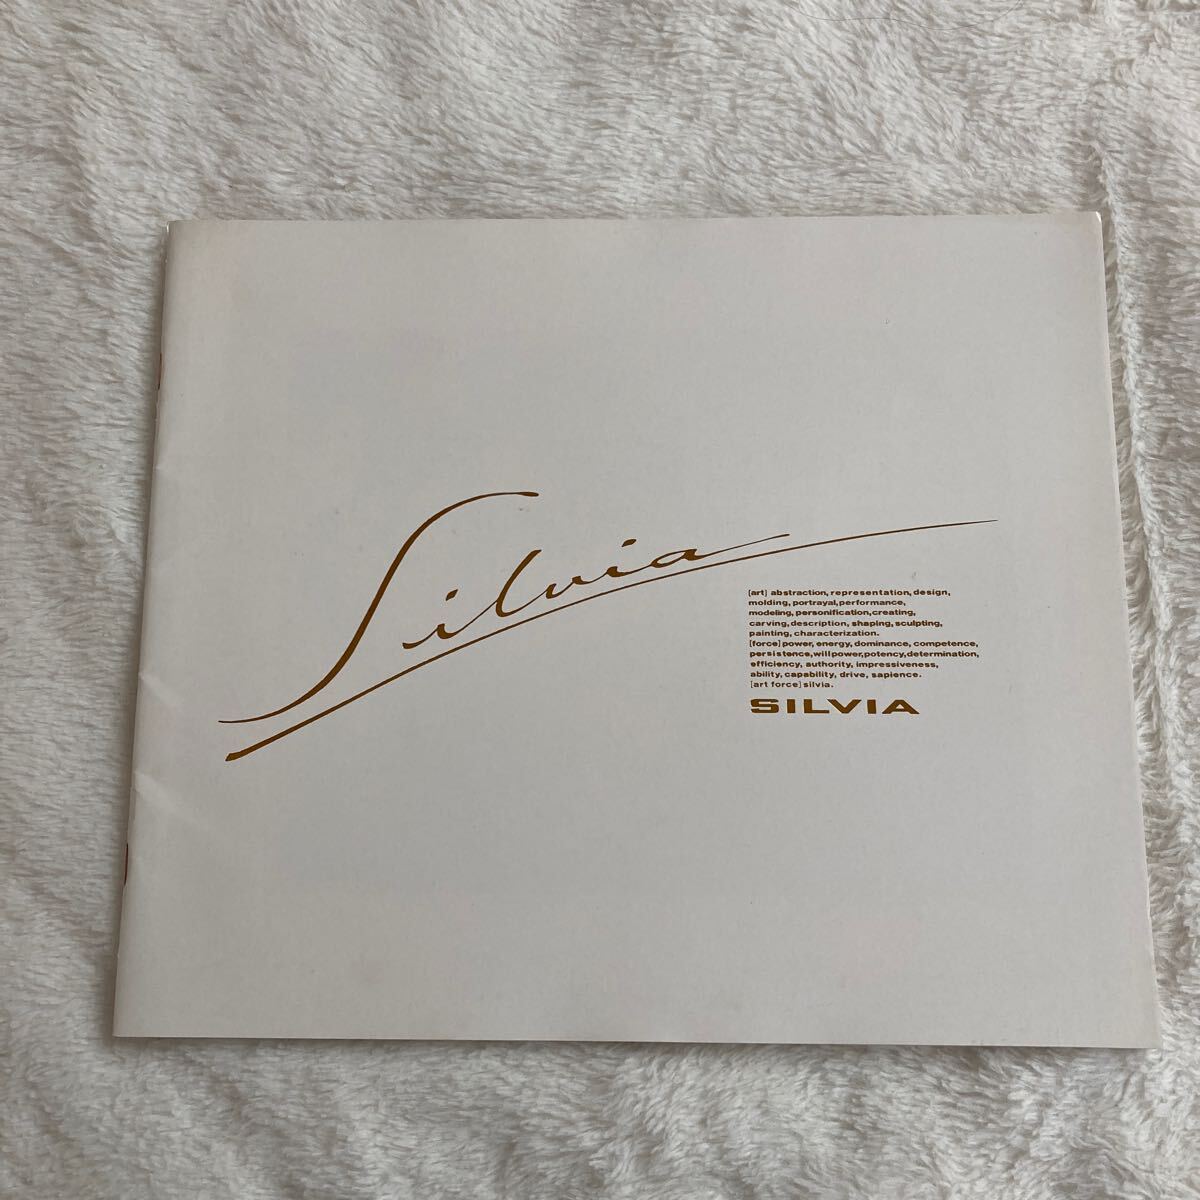 Silvia
[art] abstraction, representation, design,
molding, portrayal, performance,
modeling, personification, creating,
carving, description, shaping, sculpting,
painting, characterization.
[force] power, energy, dominance, competence,
persistence, willpower, potency, determination,
efficiency, authority, impressiveness,
ability, capability, drive, sapience.
[art force] silvia.
SILVIA